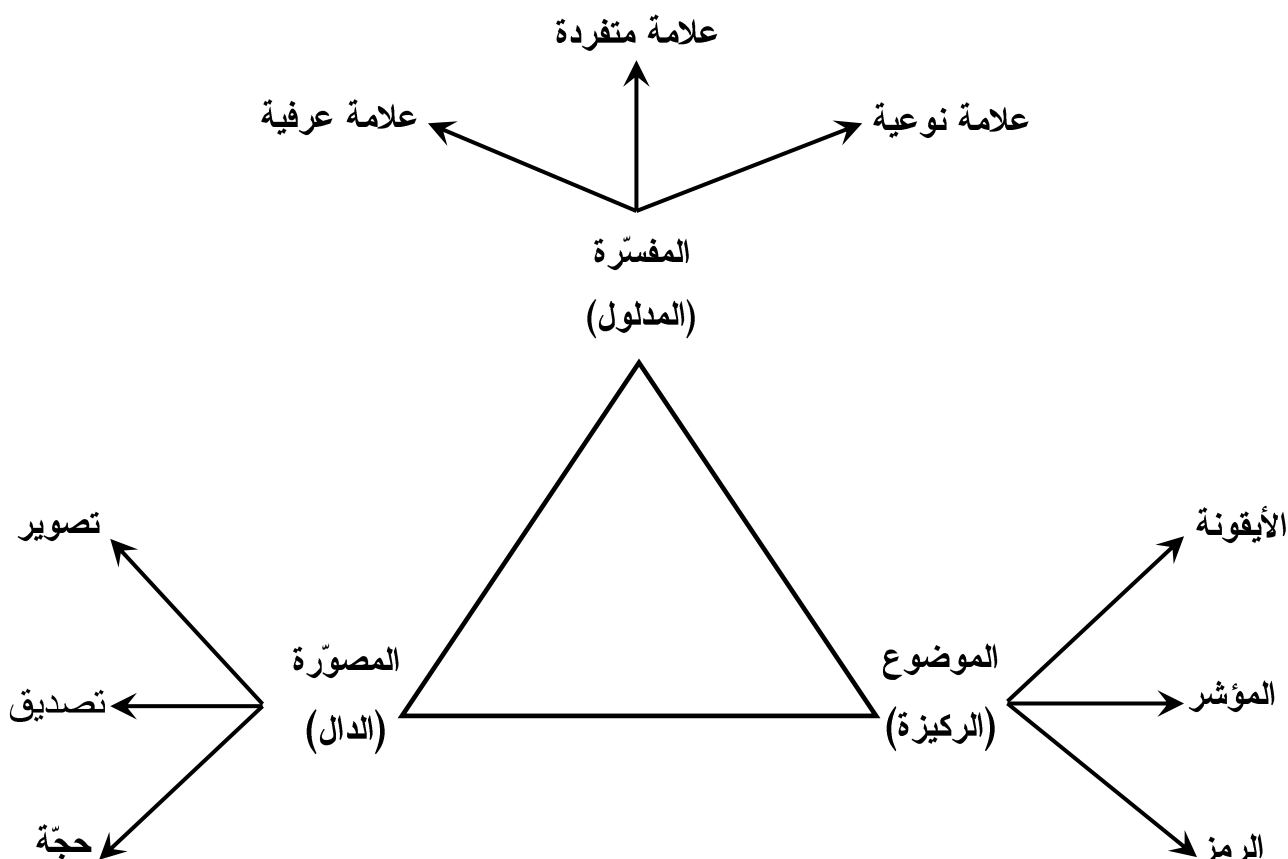 علامة متفردة
علامة نوعية
علامة عرفية
المفسّرة
(المدلول)
الأيقونة
تصوير
الموضوع
المصوّرة
المؤشر
تصديق
(الركيزة)
(الدال)
الرمز
حجّة